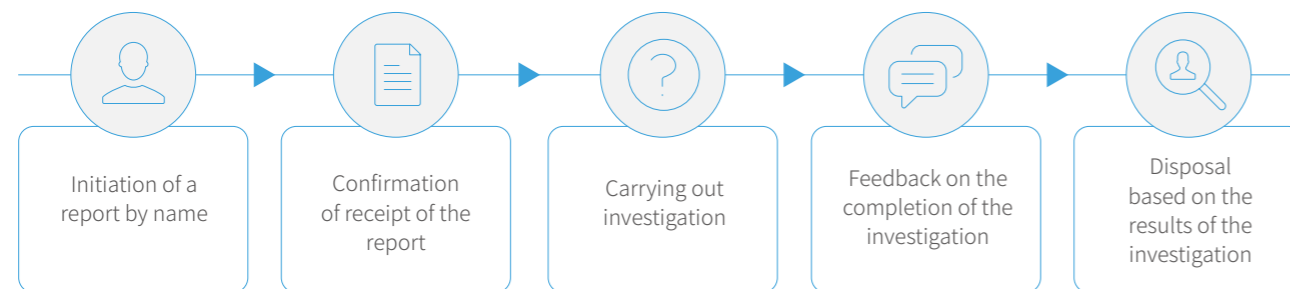 Initiation of a
report by name
Confirmation
of receipt of the
report
Carrying out
investigation
Feedback on the
completion of the
investigation
Disposal
based on the
results of the
investigation